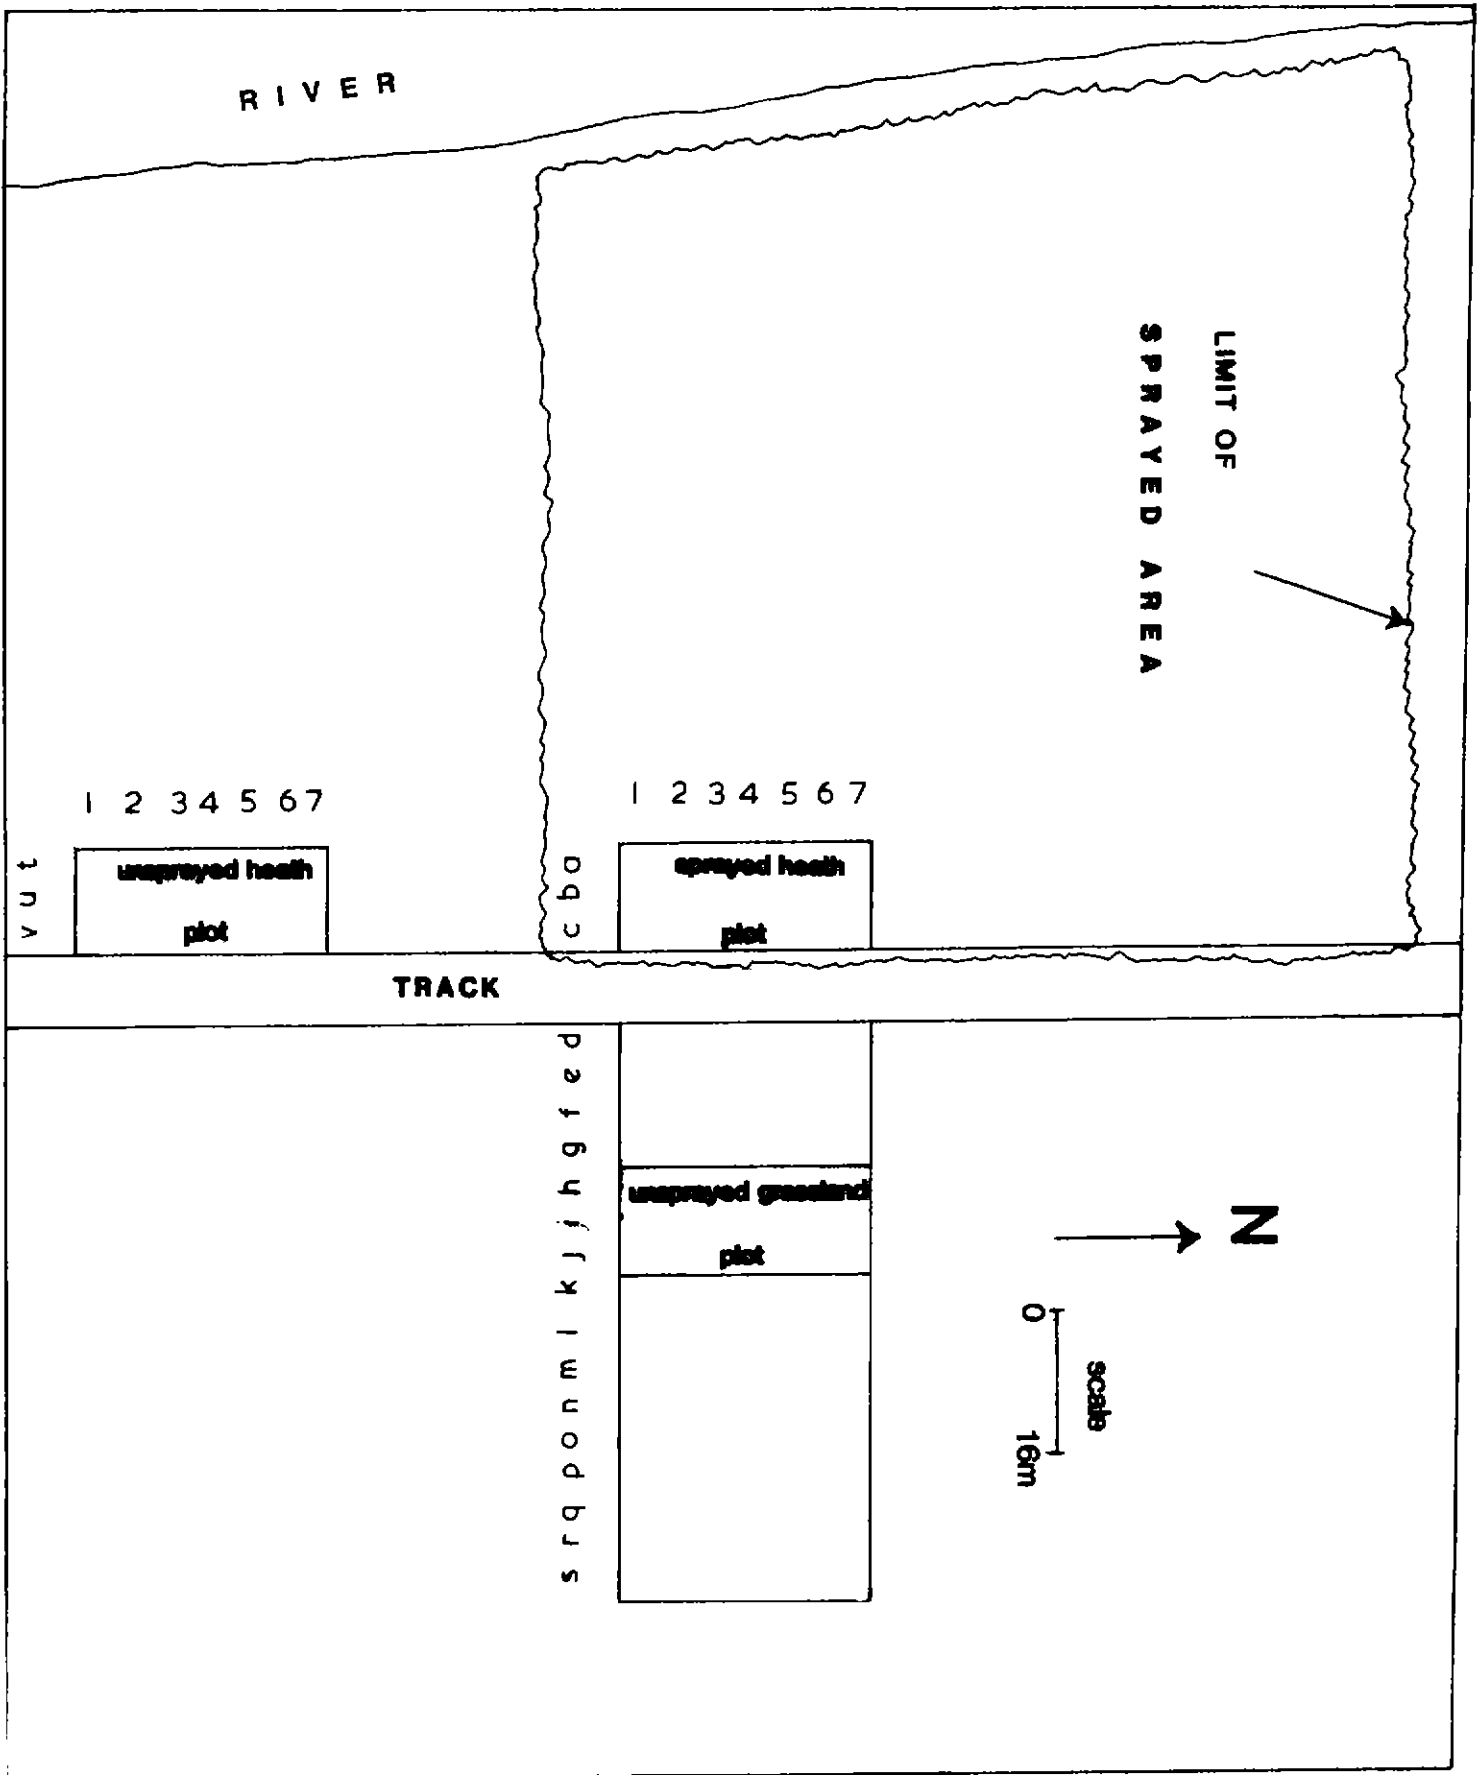 RIVER
LIMIT OF
SPRAYED AREA
1 2 3 4 5 6 7
1 2 3 4 5 6 7
v u t
unsprayed heath
plot
c b a
sprayed heath
plot
TRACK
s r q p o n m l k j i h g f e d
unsprayed grassland
plot
N
0
scale
16m